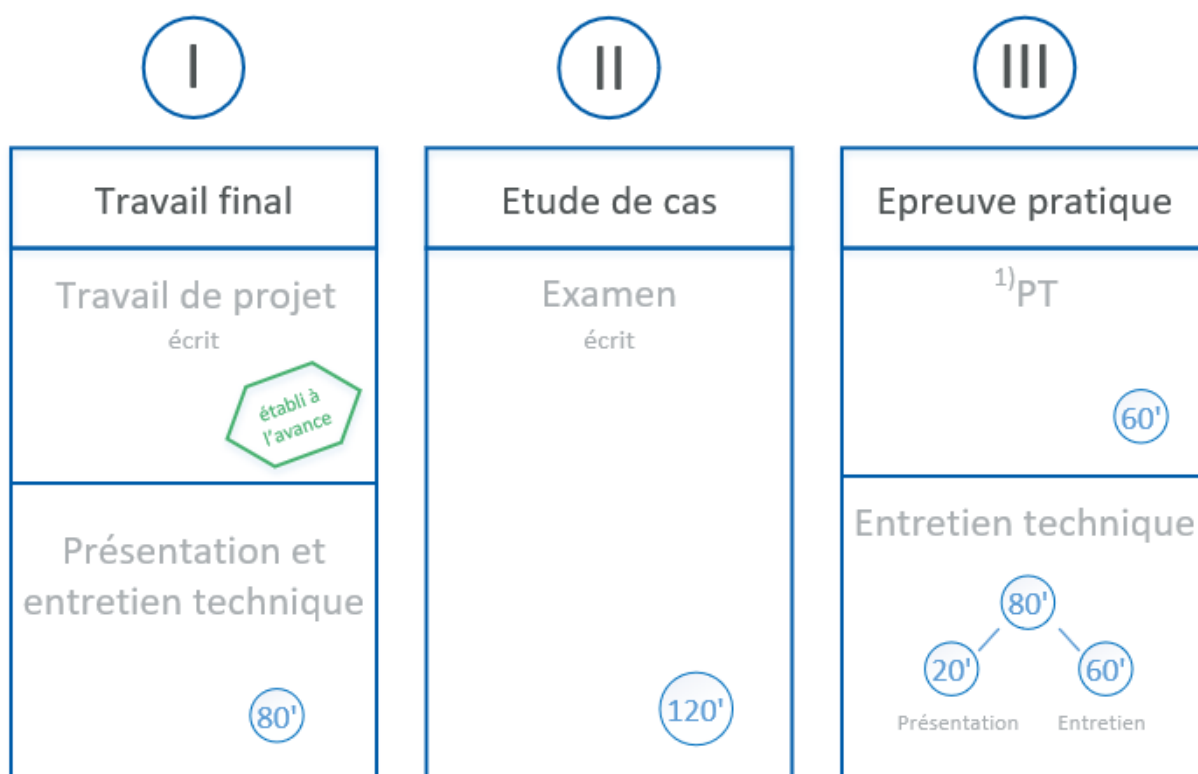 I
II
III
Travail final
Travail de projet
écrit
établi à
l'avance
Présentation et
entretien technique
80'
Etude de cas
Examen
écrit
120'
Epreuve pratique
1)PT
60'
Entretien technique
80'
20'
60'
Présentation
Entretien